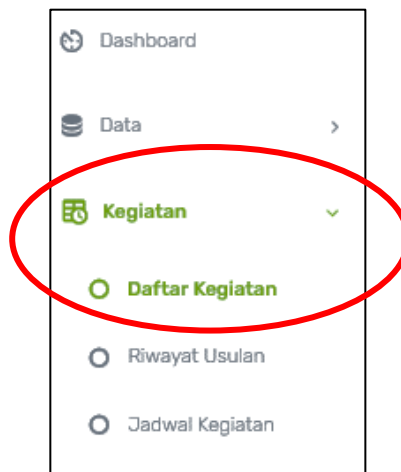 Dashboard
Data
Kegiatan
Daftar Kegiatan
Riwayat Usulan
Jadwal Kegiatan